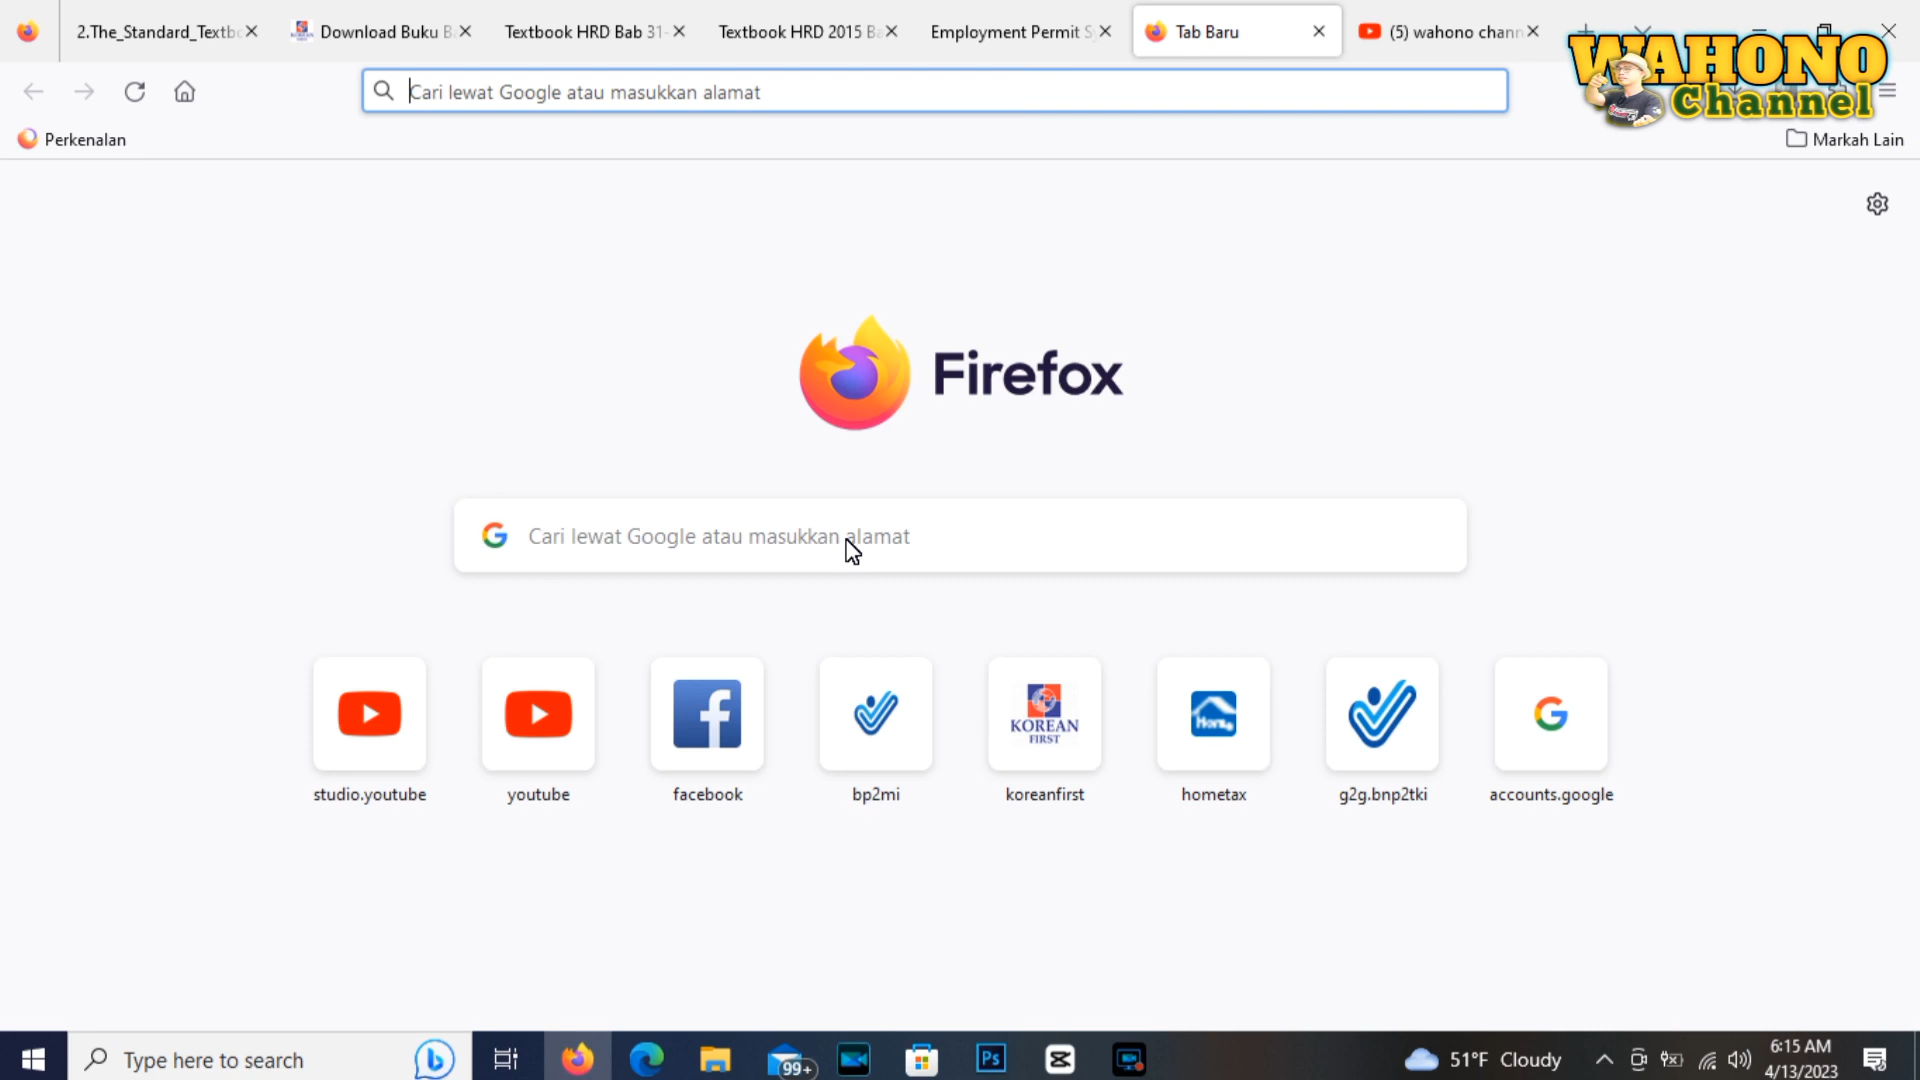 2.The_Standard_Textb
Download Buku B
Textbook HRD Bab 31-
Textbook HRD 2015 B
Employment Permit S
Tab Baru
(5) wahono chann
WAHONO
Channel
Cari lewat Google atau masukkan alamat
Perkenalan
Markah Lain
Firefox
Cari lewat Google atau masukkan alamat
KOREAN
FIRST
studio.youtube
youtube
facebook
bp2mi
koreanfirst
hometax
g2g.bnp2tki
accounts.google
Type here to search
99+
Ps
51°F Cloudy
6:15 AM
4/13/2023